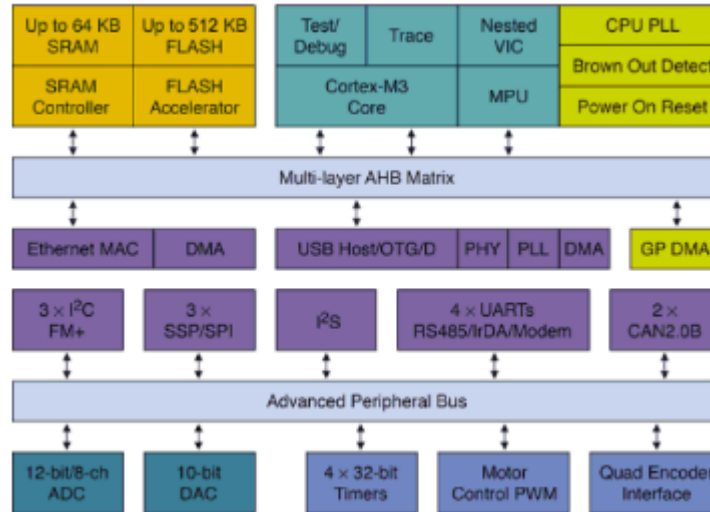 Up to 64 KB
SRAM
Up to 512 KB
FLASH
Test/
Debug
Trace
Nested
VIC
CPU PLL
Brown Out Detect
Power On Reset
SRAM
Controller
FLASH
Accelerator
Cortex-M3
Core
MPU
Multi-layer AHB Matrix
Ethernet MAC
DMA
USB Host/OTG/D
PHY
PLL
DMA
GP DMA
3 × I²C
FM+
3 ×
SSP/SPI
I²S
4 × UARTs
RS485/IrDA/Modem
2 ×
CAN2.0B
Advanced Peripheral Bus
12-bit/8-ch
ADC
10-bit
DAC
4 × 32-bit
Timers
Motor
Control PWM
Quad Encoder
Interface